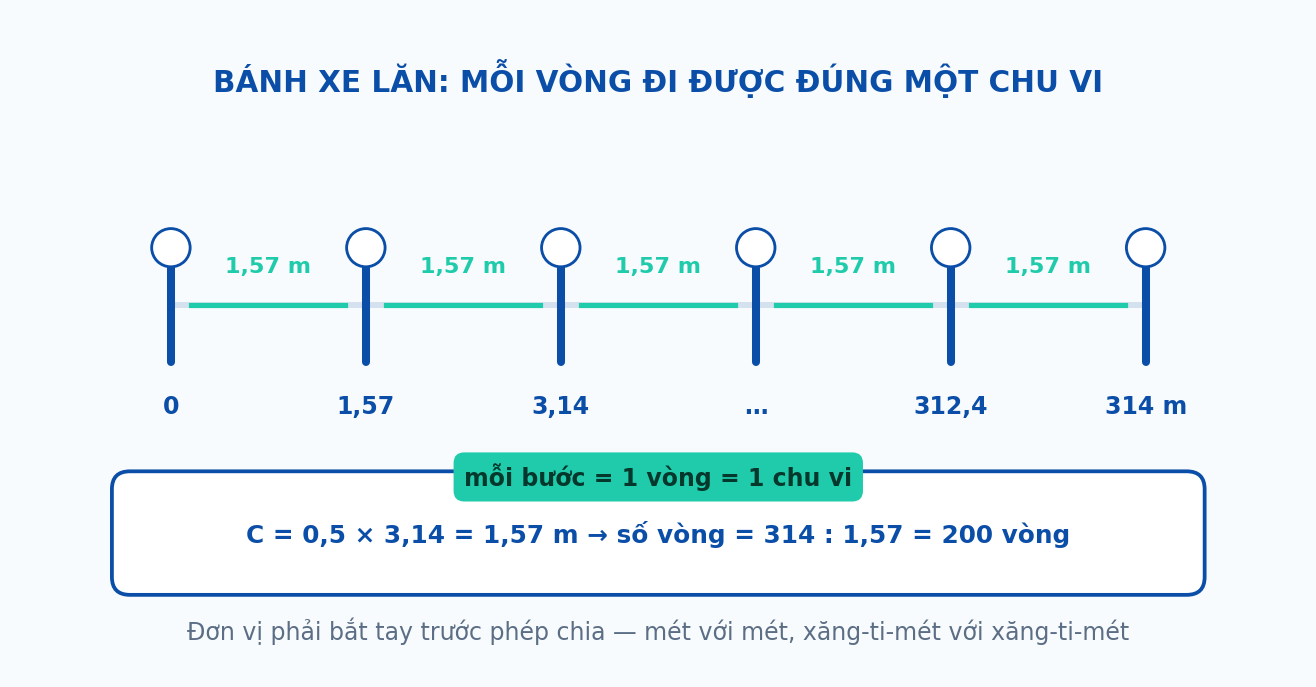 BÁNH XE LĂN: MỖI VÒNG ĐI ĐƯỢC ĐÚNG MỘT CHU VI
1,57 m 1,57 m 1,57 m 1,57 m 1,57 m
0 1,57 3,14 ... 312,4 314 m
mỗi bước = 1 vòng = 1 chu vi
C = 0,5 × 3,14 = 1,57 m → số vòng = 314 : 1,57 = 200 vòng
Đơn vị phải bắt tay trước phép chia — mét với mét, xăng-ti-mét với xăng-ti-mét